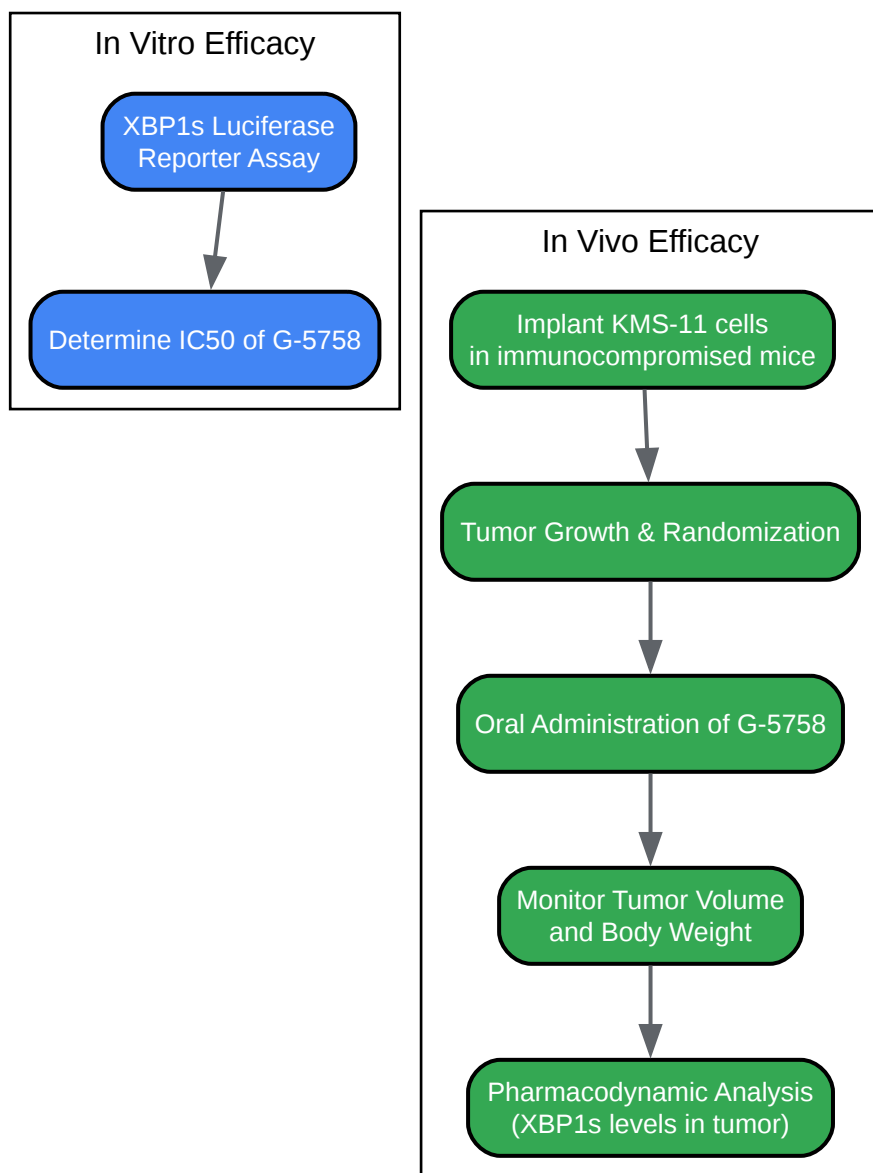 In Vitro Efficacy
XBP1s Luciferase
Reporter Assay
Determine IC50 of G-5758
In Vivo Efficacy
Implant KMS-11 cells
in immunocompromised mice
Tumor Growth & Randomization
Oral Administration of G-5758
Monitor Tumor Volume
and Body Weight
Pharmacodynamic Analysis
(XBP1s levels in tumor)